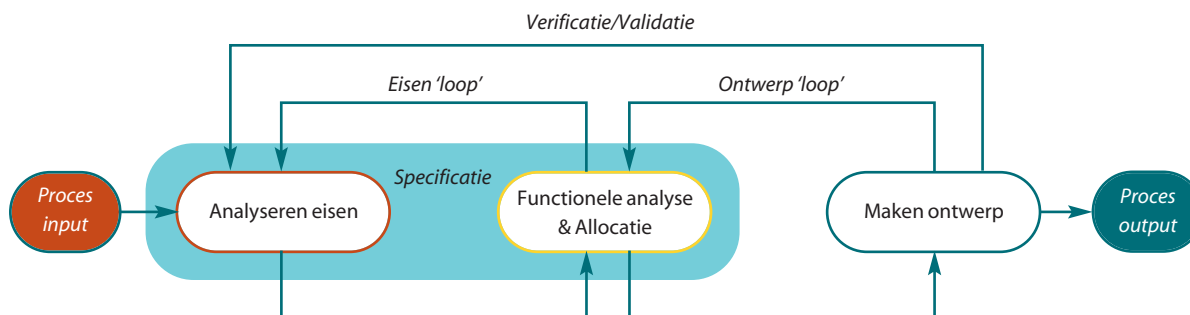 Verificatie/Validatie
Eisen ‘loop’
Ontwerp ‘loop’
Specificatie
Proces
input
Analyseren eisen
Functionele analyse
& Allocatie
Maken ontwerp
Proces
output